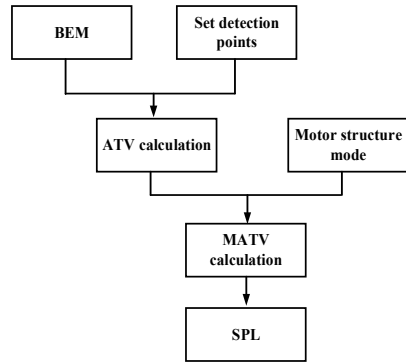 BEM
Set detection
points
ATV calculation
Motor structure
mode
MATV
calculation
SPL